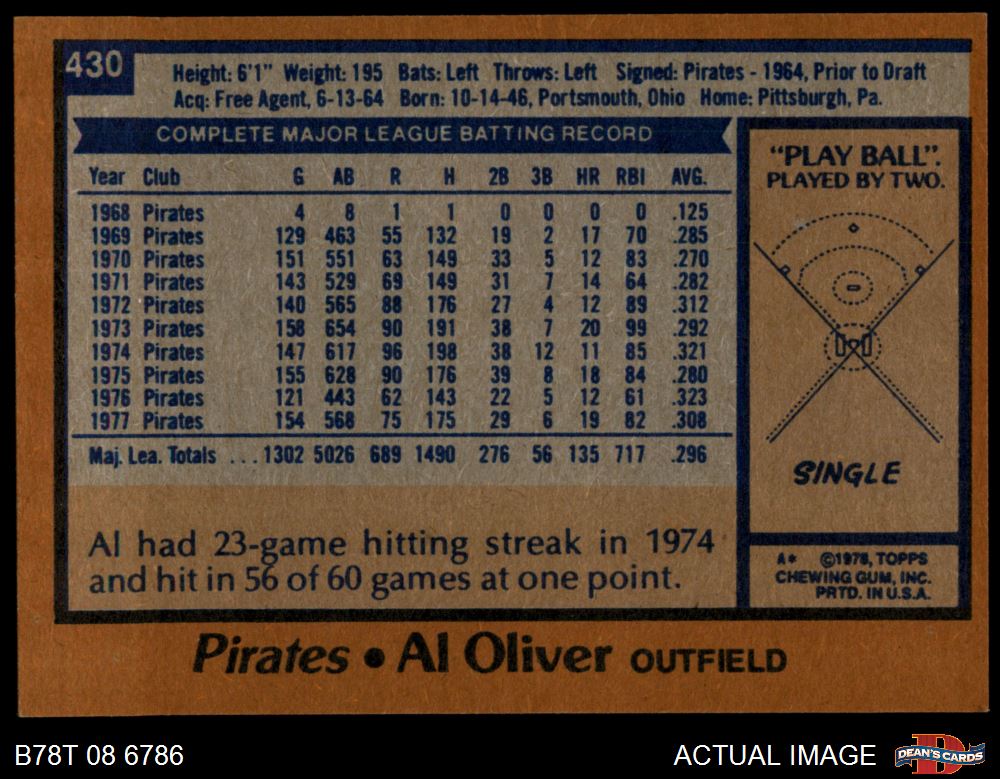 430
Height: 6'1" Weight: 195 Bats: Left Throws: Left Signed: Pirates - 1964, Prior to Draft
Acq: Free Agent, 6-13-64 Born: 10-14-46, Portsmouth, Ohio Home: Pittsburgh, Pa.
COMPLETE MAJOR LEAGUE BATTING RECORD
Year Club G AB R H 2B 3B HR RBI AVG.
1968 Pirates 4 8 1 1 0 0 0 0 .125
1969 Pirates 129 463 55 132 19 2 17 70 .285
1970 Pirates 151 551 63 149 33 5 12 83 .270
1971 Pirates 143 529 69 149 31 7 14 64 .282
1972 Pirates 140 565 88 176 27 4 12 89 .312
1973 Pirates 158 654 90 191 38 7 20 99 .292
1974 Pirates 147 617 96 198 38 12 11 85 .321
1975 Pirates 155 628 90 176 39 8 18 84 .280
1976 Pirates 121 443 62 143 22 5 12 61 .323
1977 Pirates 154 568 75 175 29 6 19 82 .308
Maj. Lea. Totals ...1302 5026 689 1490 276 56 135 717 .296
Al had 23-game hitting streak in 1974
and hit in 56 of 60 games at one point.
"PLAY BALL".
PLAYED BY TWO.
SINGLE
A* ©1978, TOPPS
CHEWING GUM, INC.
PRTD. IN U.S.A.
Pirates • Al Oliver OUTFIELD
B78T 08 6786
ACTUAL IMAGE
DEAN'S CARDS